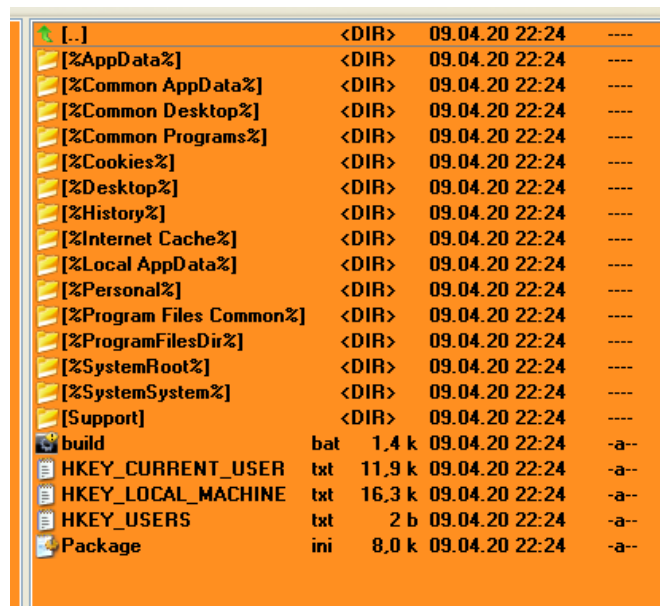 [..] <DIR> 09.04.20 22:24 ----
[%AppData%] <DIR> 09.04.20 22:24 ----
[%Common AppData%] <DIR> 09.04.20 22:24 ----
[%Common Desktop%] <DIR> 09.04.20 22:24 ----
[%Common Programs%] <DIR> 09.04.20 22:24 ----
[%Cookies%] <DIR> 09.04.20 22:24 ----
[%Desktop%] <DIR> 09.04.20 22:24 ----
[%History%] <DIR> 09.04.20 22:24 ----
[%Internet Cache%] <DIR> 09.04.20 22:24 ----
[%Local AppData%] <DIR> 09.04.20 22:24 ----
[%Personal%] <DIR> 09.04.20 22:24 ----
[%Program Files Common%] <DIR> 09.04.20 22:24 ----
[%ProgramFilesDir%] <DIR> 09.04.20 22:24 ----
[%SystemRoot%] <DIR> 09.04.20 22:24 ----
[%SystemSystem%] <DIR> 09.04.20 22:24 ----
[Support] <DIR> 09.04.20 22:24 ----
build bat 1,4 k 09.04.20 22:24 -a--
HKEY_CURRENT_USER txt 11,9 k 09.04.20 22:24 -a--
HKEY_LOCAL_MACHINE txt 16,3 k 09.04.20 22:24 -a--
HKEY_USERS txt 2 b 09.04.20 22:24 -a--
Package ini 8,0 k 09.04.20 22:24 -a--